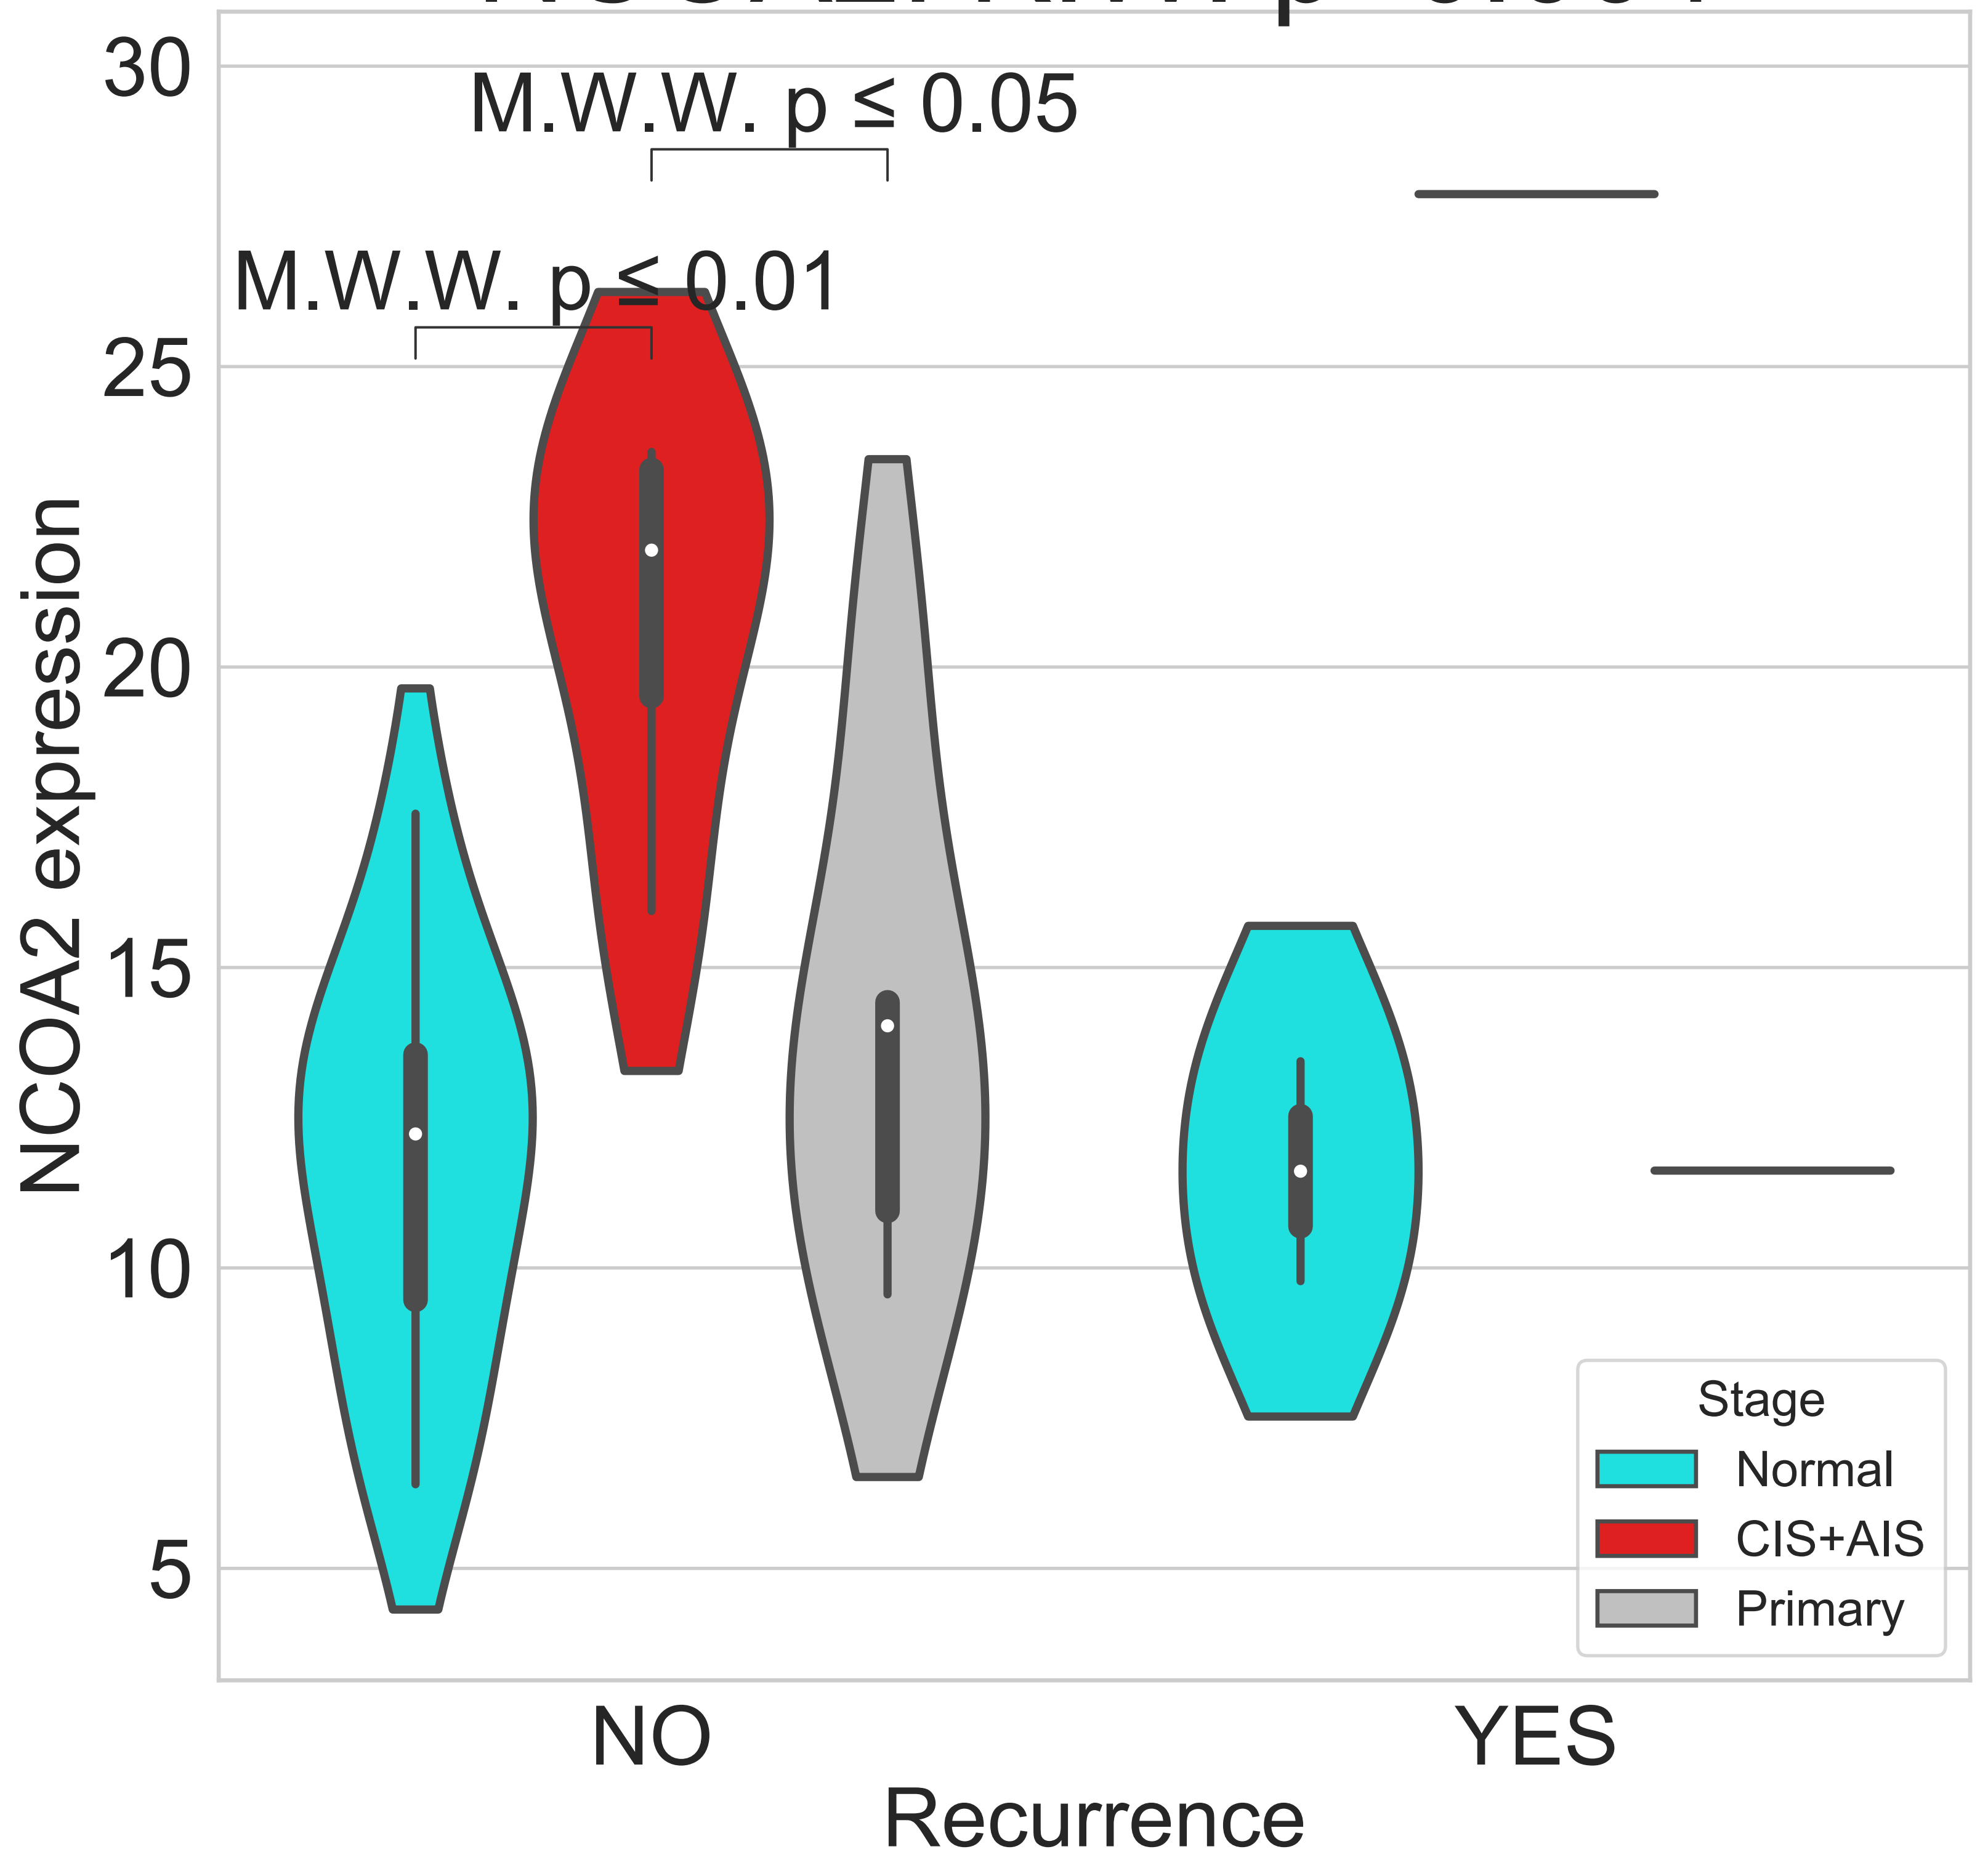 30
M.W.W. p ≤ 0.05
M.W.W. p ≤ 0.01
25
20
15
10
5
NCOA2 expression
Stage
Normal
CIS+AIS
Primary
NO
YES
Recurrence